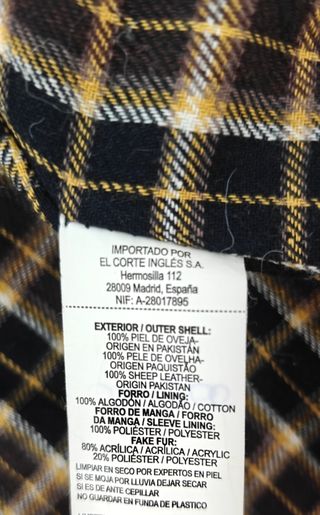 IMPORTADO POR
EL CORTE INGLÉS S.A.
Hermosilla 112
28009 Madrid, España
NIF: A-28017895
EXTERIOR / OUTER SHELL:
100% PIEL DE OVEJA-
ORIGEN EN PAKISTÁN
100% PELE DE OVELHA-
ORIGEN PAQUISTÃO
100% SHEEP LEATHER-
ORIGIN PAKISTAN
FORRO / LINING:
100% ALGODÓN / ALGODÃO / COTTON
FORRO DE MANGA / FORRO
DA MANGA / SLEEVE LINING:
100% POLIÉSTER / POLYESTER
FAKE FUR:
80% ACRÍLICA / ACRÍLICA / ACRYLIC
20% POLIÉSTER / POLYESTER
LIMPIAR EN SECO POR EXPERTOS EN PIEL
SI SE MOJA POR LLUVIA DEJAR SECAR
SI ES DE ANTE CEPILLAR
NO GUARDAR EN FUNDA DE PLASTICO